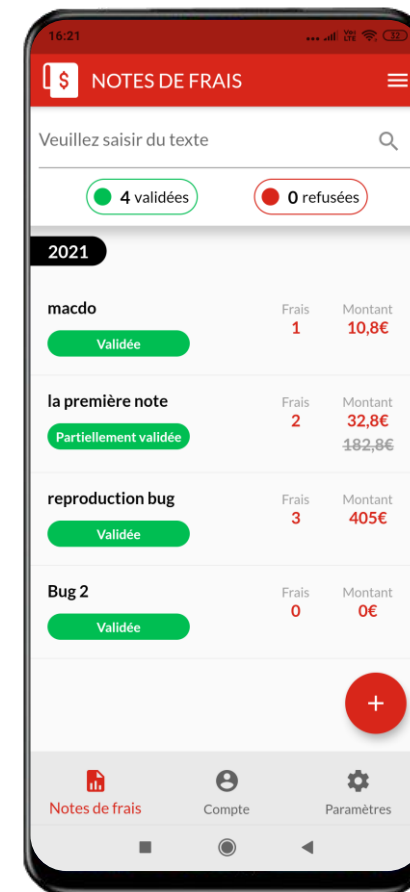 16:21
VoLTE 32
$ NOTES DE FRAIS
Veuillez saisir du texte
4 validées 0 refusées
2021
macdo Frais Montant
1 10,8€
Validée
la première note Frais Montant
2 32,8€
Partiellement validée 182,8€
reproduction bug Frais Montant
3 405€
Validée
Bug 2 Frais Montant
0 0€
Validée
+
Notes de frais Compte Paramètres